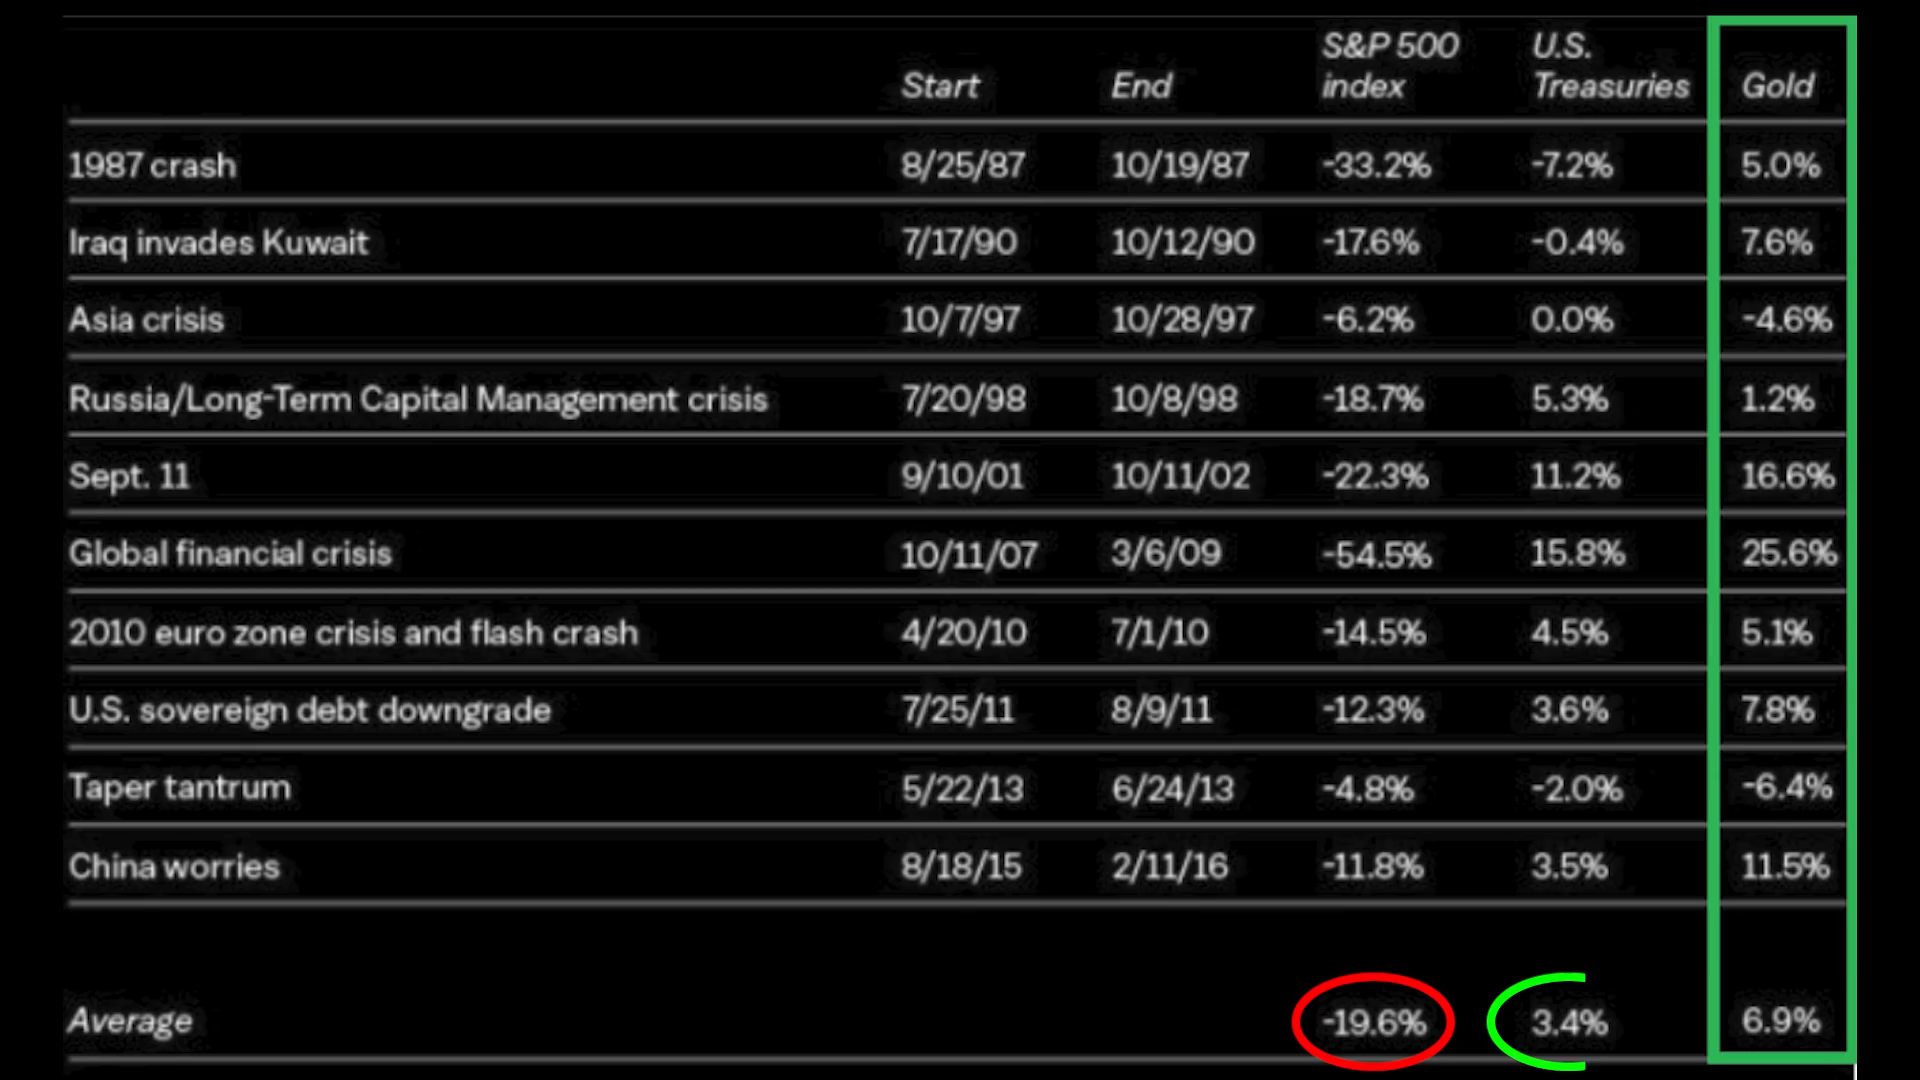 Start End S&P 500 index U.S. Treasuries Gold
1987 crash 8/25/87 10/19/87 -33.2% -7.2% 5.0%
Iraq invades Kuwait 7/17/90 10/12/90 -17.6% -0.4% 7.6%
Asia crisis 10/7/97 10/28/97 -6.2% 0.0% -4.6%
Russia/Long-Term Capital Management crisis 7/20/98 10/8/98 -18.7% 5.3% 1.2%
Sept. 11 9/10/01 10/11/02 -22.3% 11.2% 16.6%
Global financial crisis 10/11/07 3/6/09 -54.5% 15.8% 25.6%
2010 euro zone crisis and flash crash 4/20/10 7/1/10 -14.5% 4.5% 5.1%
U.S. sovereign debt downgrade 7/25/11 8/9/11 -12.3% 3.6% 7.8%
Taper tantrum 5/22/13 6/24/13 -4.8% -2.0% -6.4%
China worries 8/18/15 2/11/16 -11.8% 3.5% 11.5%
Average -19.6% 3.4% 6.9%